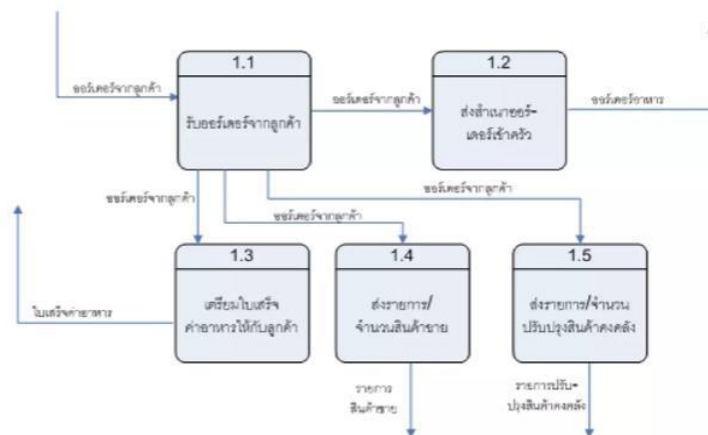 1.1
1.2
ออร์เดอร์จากลูกค้า
ออร์เดอร์จากลูกค้า
ออร์เดอร์อาหาร
รับออร์เดอร์จากลูกค้า
ส่งสำเนาออร์-
เดอร์เข้าครัว
ออร์เดอร์จากลูกค้า
ออร์เดอร์จากลูกค้า
ออร์เดอร์จากลูกค้า
1.3
1.4
1.5
เตรียมใบเสร็จ
ค่าอาหารให้กับลูกค้า
ส่งรายการ/
จำนวนสินค้าขาย
ส่งรายการ/จำนวน
ปรับปรุงสินค้าคงคลัง
ใบเสร็จค่าอาหาร
รายการ
สินค้าขาย
รายการปรับ-
ปรุงสินค้าคงคลัง